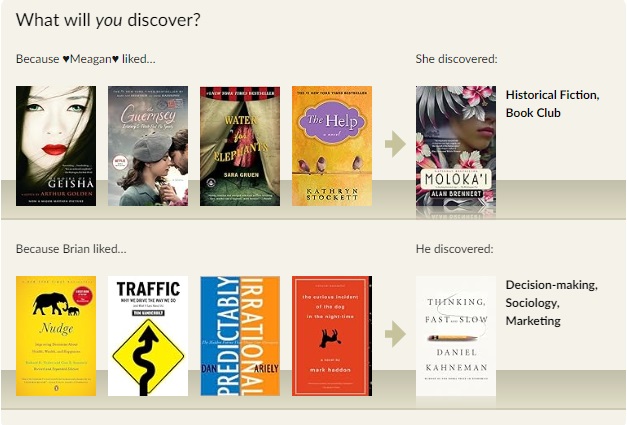 What will you discover?
Because ♥Meagan♥ liked...
She discovered:
GEISHA
ARTHUR GOLDEN
Guernsey
WATER
for
ELEPHANTS
SARA GRUEN
The Help
a novel
KATHRYN
STOCKETT
MOLOKA'I
ALAN BRENNERT
Historical Fiction,
Book Club
Because Brian liked...
He discovered:
Nudge
TRAFFIC
WHY WE DRIVE THE WAY WE DO
TOM VANDERBILT
PREDICTABLY
IRRATIONAL
DAN ARIELY
the curious incident
of the dog
in the night-time
a novel
mark haddon
THINKING,
FAST AND SLOW
DANIEL
KAHNEMAN
Decision-making,
Sociology,
Marketing